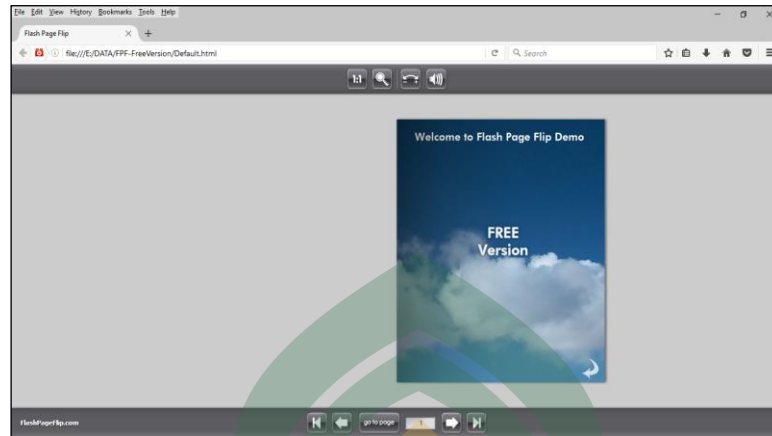 File Edit View History Bookmarks Tools Help
Flash Page Flip
file:///E:/DATA/FPF-FreeVersion/Default.html
Search
1:1
Welcome to Flash Page Flip Demo
FREE
Version
FlashPageFlip.com
go to page
1